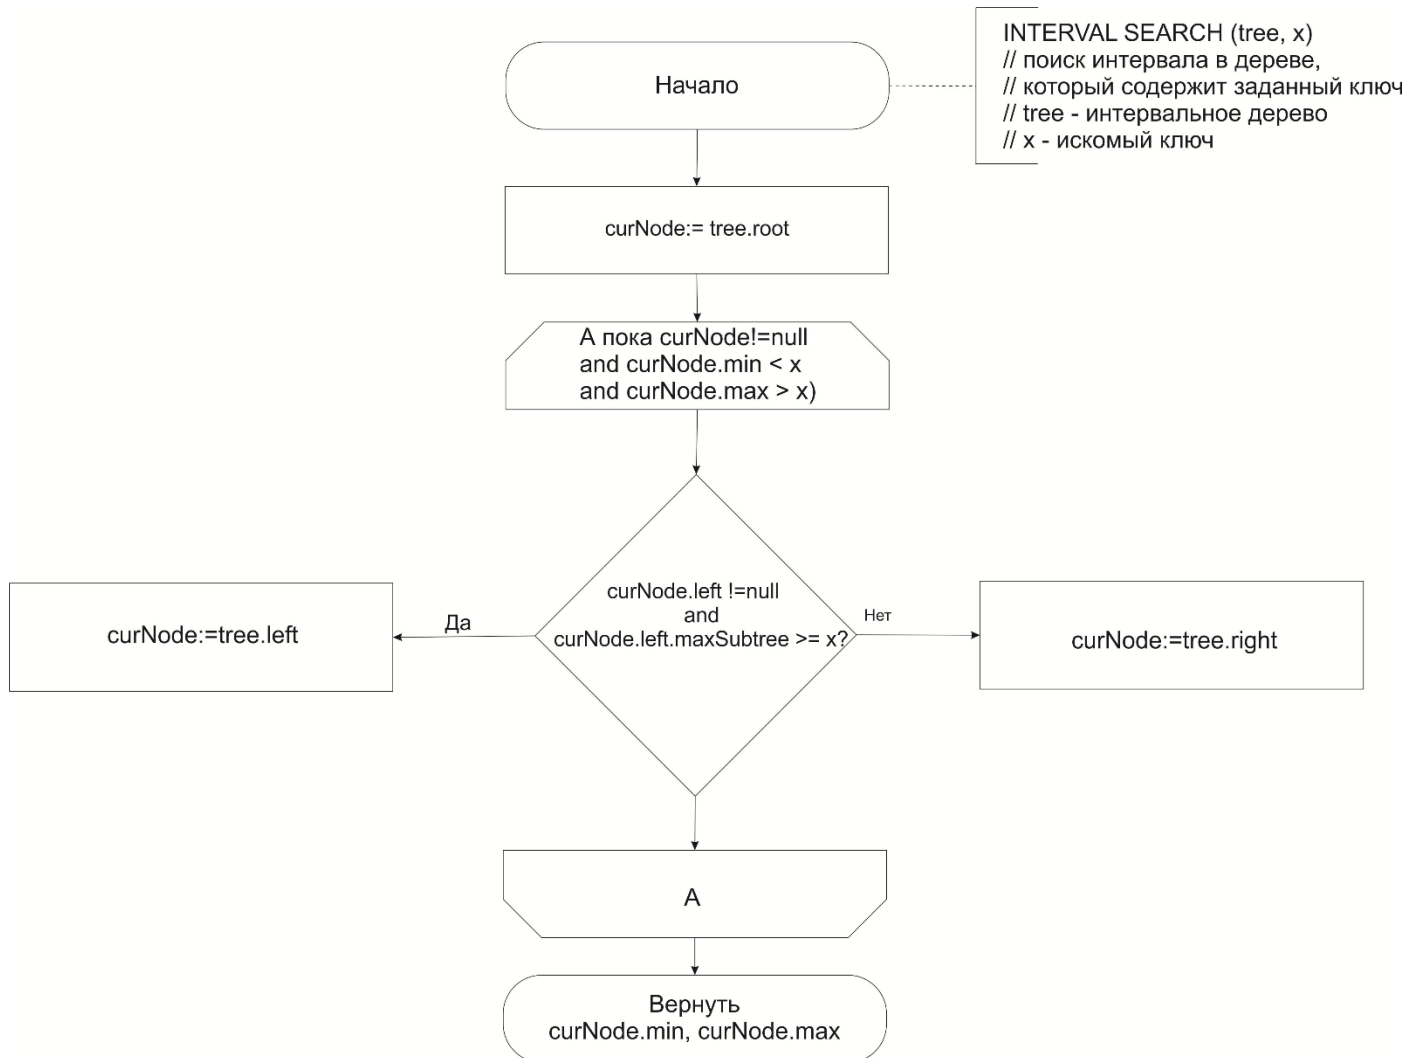 Начало
INTERVAL SEARCH (tree, x)
// поиск интервала в дереве,
// который содержит заданный ключ
// tree - интервальное дерево
// x - искомый ключ
curNode:= tree.root
А пока curNode!=null
and curNode.min < x
and curNode.max > x)
curNode.left !=null
and
curNode.left.maxSubtree >= x?
Да
Нет
curNode:=tree.left
curNode:=tree.right
А
Вернуть
curNode.min, curNode.max